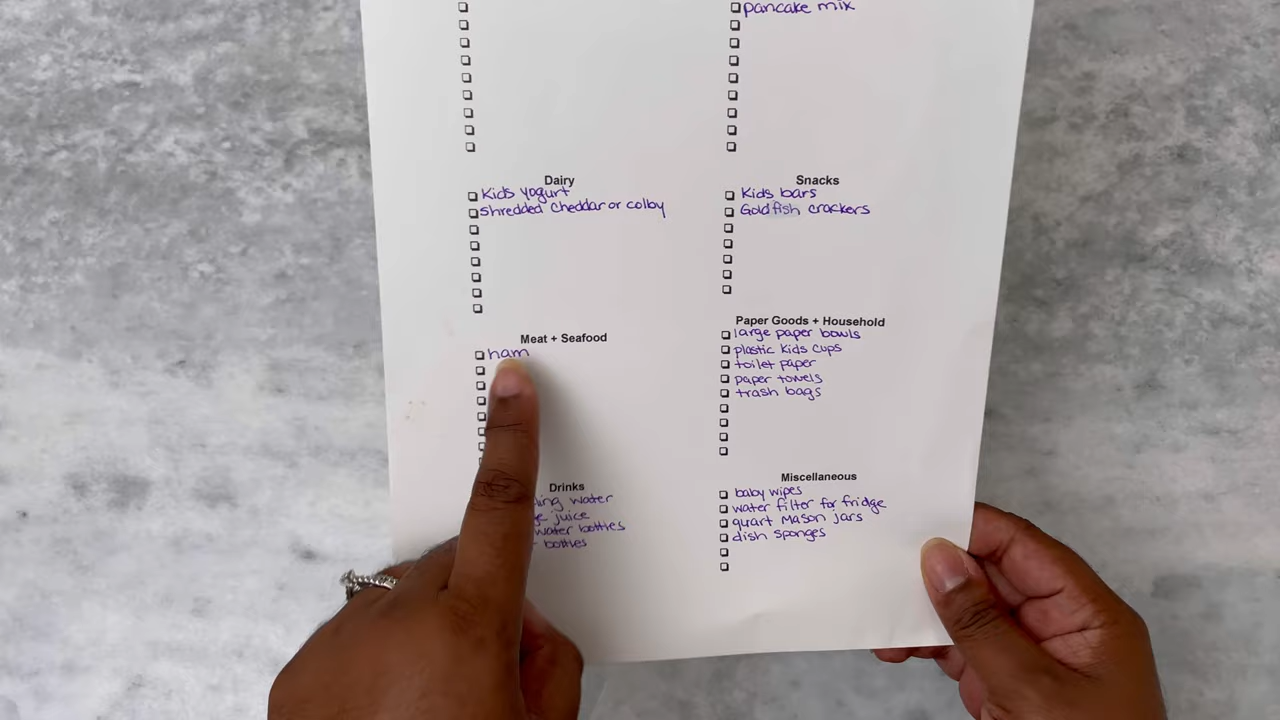 pancake mix
Dairy
Kids yogurt
shredded cheddar or colby
Meat + Seafood
ham
Drinks
water
juice
water bottles
bottles
Snacks
Kids bars
Goldfish crackers
Paper Goods + Household
large paper bowls
plastic kids cups
toilet paper
paper towels
trash bags
Miscellaneous
baby wipes
water filter for fridge
quart mason jars
dish sponges